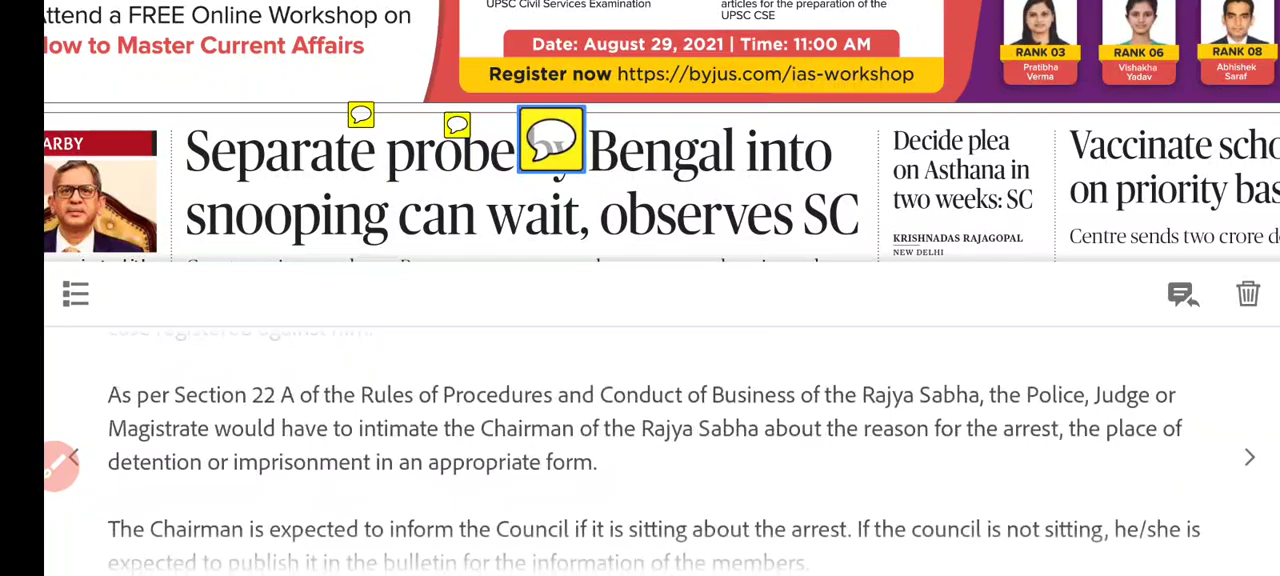 Attend a FREE Online Workshop on
How to Master Current Affairs
UPSC Civil Services Examination
articles for the preparation of the
UPSC CSE
Date: August 29, 2021 | Time: 11:00 AM
Register now https://byjus.com/ias-workshop
RANK 03
Pratibha
Verma
RANK 06
Vishakha
Yadav
RANK 08
Abhishek
Saraf
ARBY
Separate probe by Bengal into
snooping can wait, observes SC
Decide plea
on Asthana in
two weeks: SC
KRISHNADAS RAJAGOPAL
NEW DELHI
Vaccinate scho
on priority bas
Centre sends two crore d
case registered against him.
As per Section 22 A of the Rules of Procedures and Conduct of Business of the Rajya Sabha, the Police, Judge or
Magistrate would have to intimate the Chairman of the Rajya Sabha about the reason for the arrest, the place of
detention or imprisonment in an appropriate form.
The Chairman is expected to inform the Council if it is sitting about the arrest. If the council is not sitting, he/she is
expected to publish it in the bulletin for the information of the members.